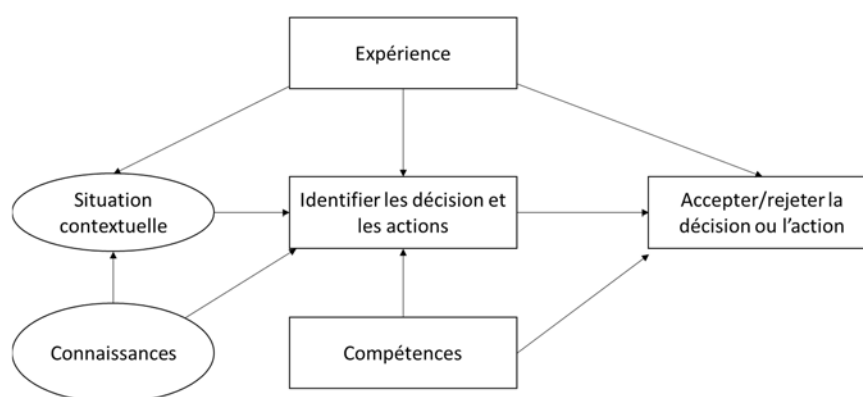 Expérience
Situation
contextuelle
Identifier les décision et
les actions
Accepter/rejeter la
décision ou l'action
Connaissances
Compétences